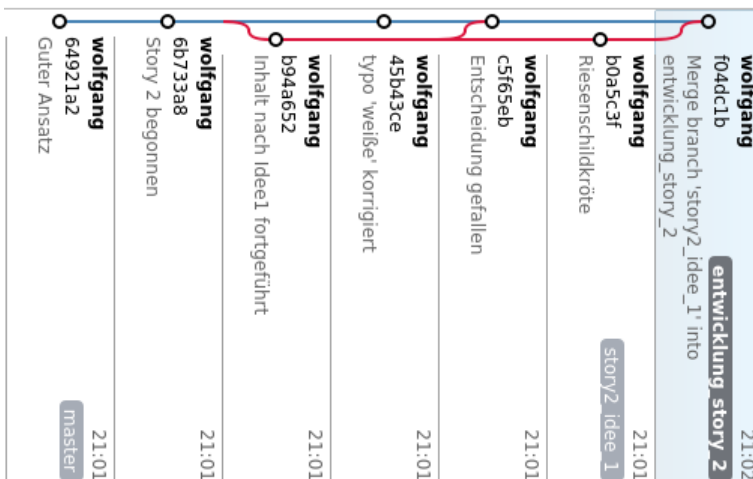 wolfgang
f04dc1b
Merge branch 'story2_idee_1' into
entwicklung_story_2
entwicklung_story_2
21:02
wolfgang
b0a5c3f
Riesenschildkröte
story2_idee_1
21:01
wolfgang
c5f65eb
Entscheidung gefallen
21:01
wolfgang
45b43ce
typo 'weiße' korrigiert
21:01
wolfgang
b94a652
Inhalt nach Idee1 fortgeführt
21:01
wolfgang
6b733a8
Story 2 begonnen
21:01
wolfgang
64921a2
Guter Ansatz
master
21:01